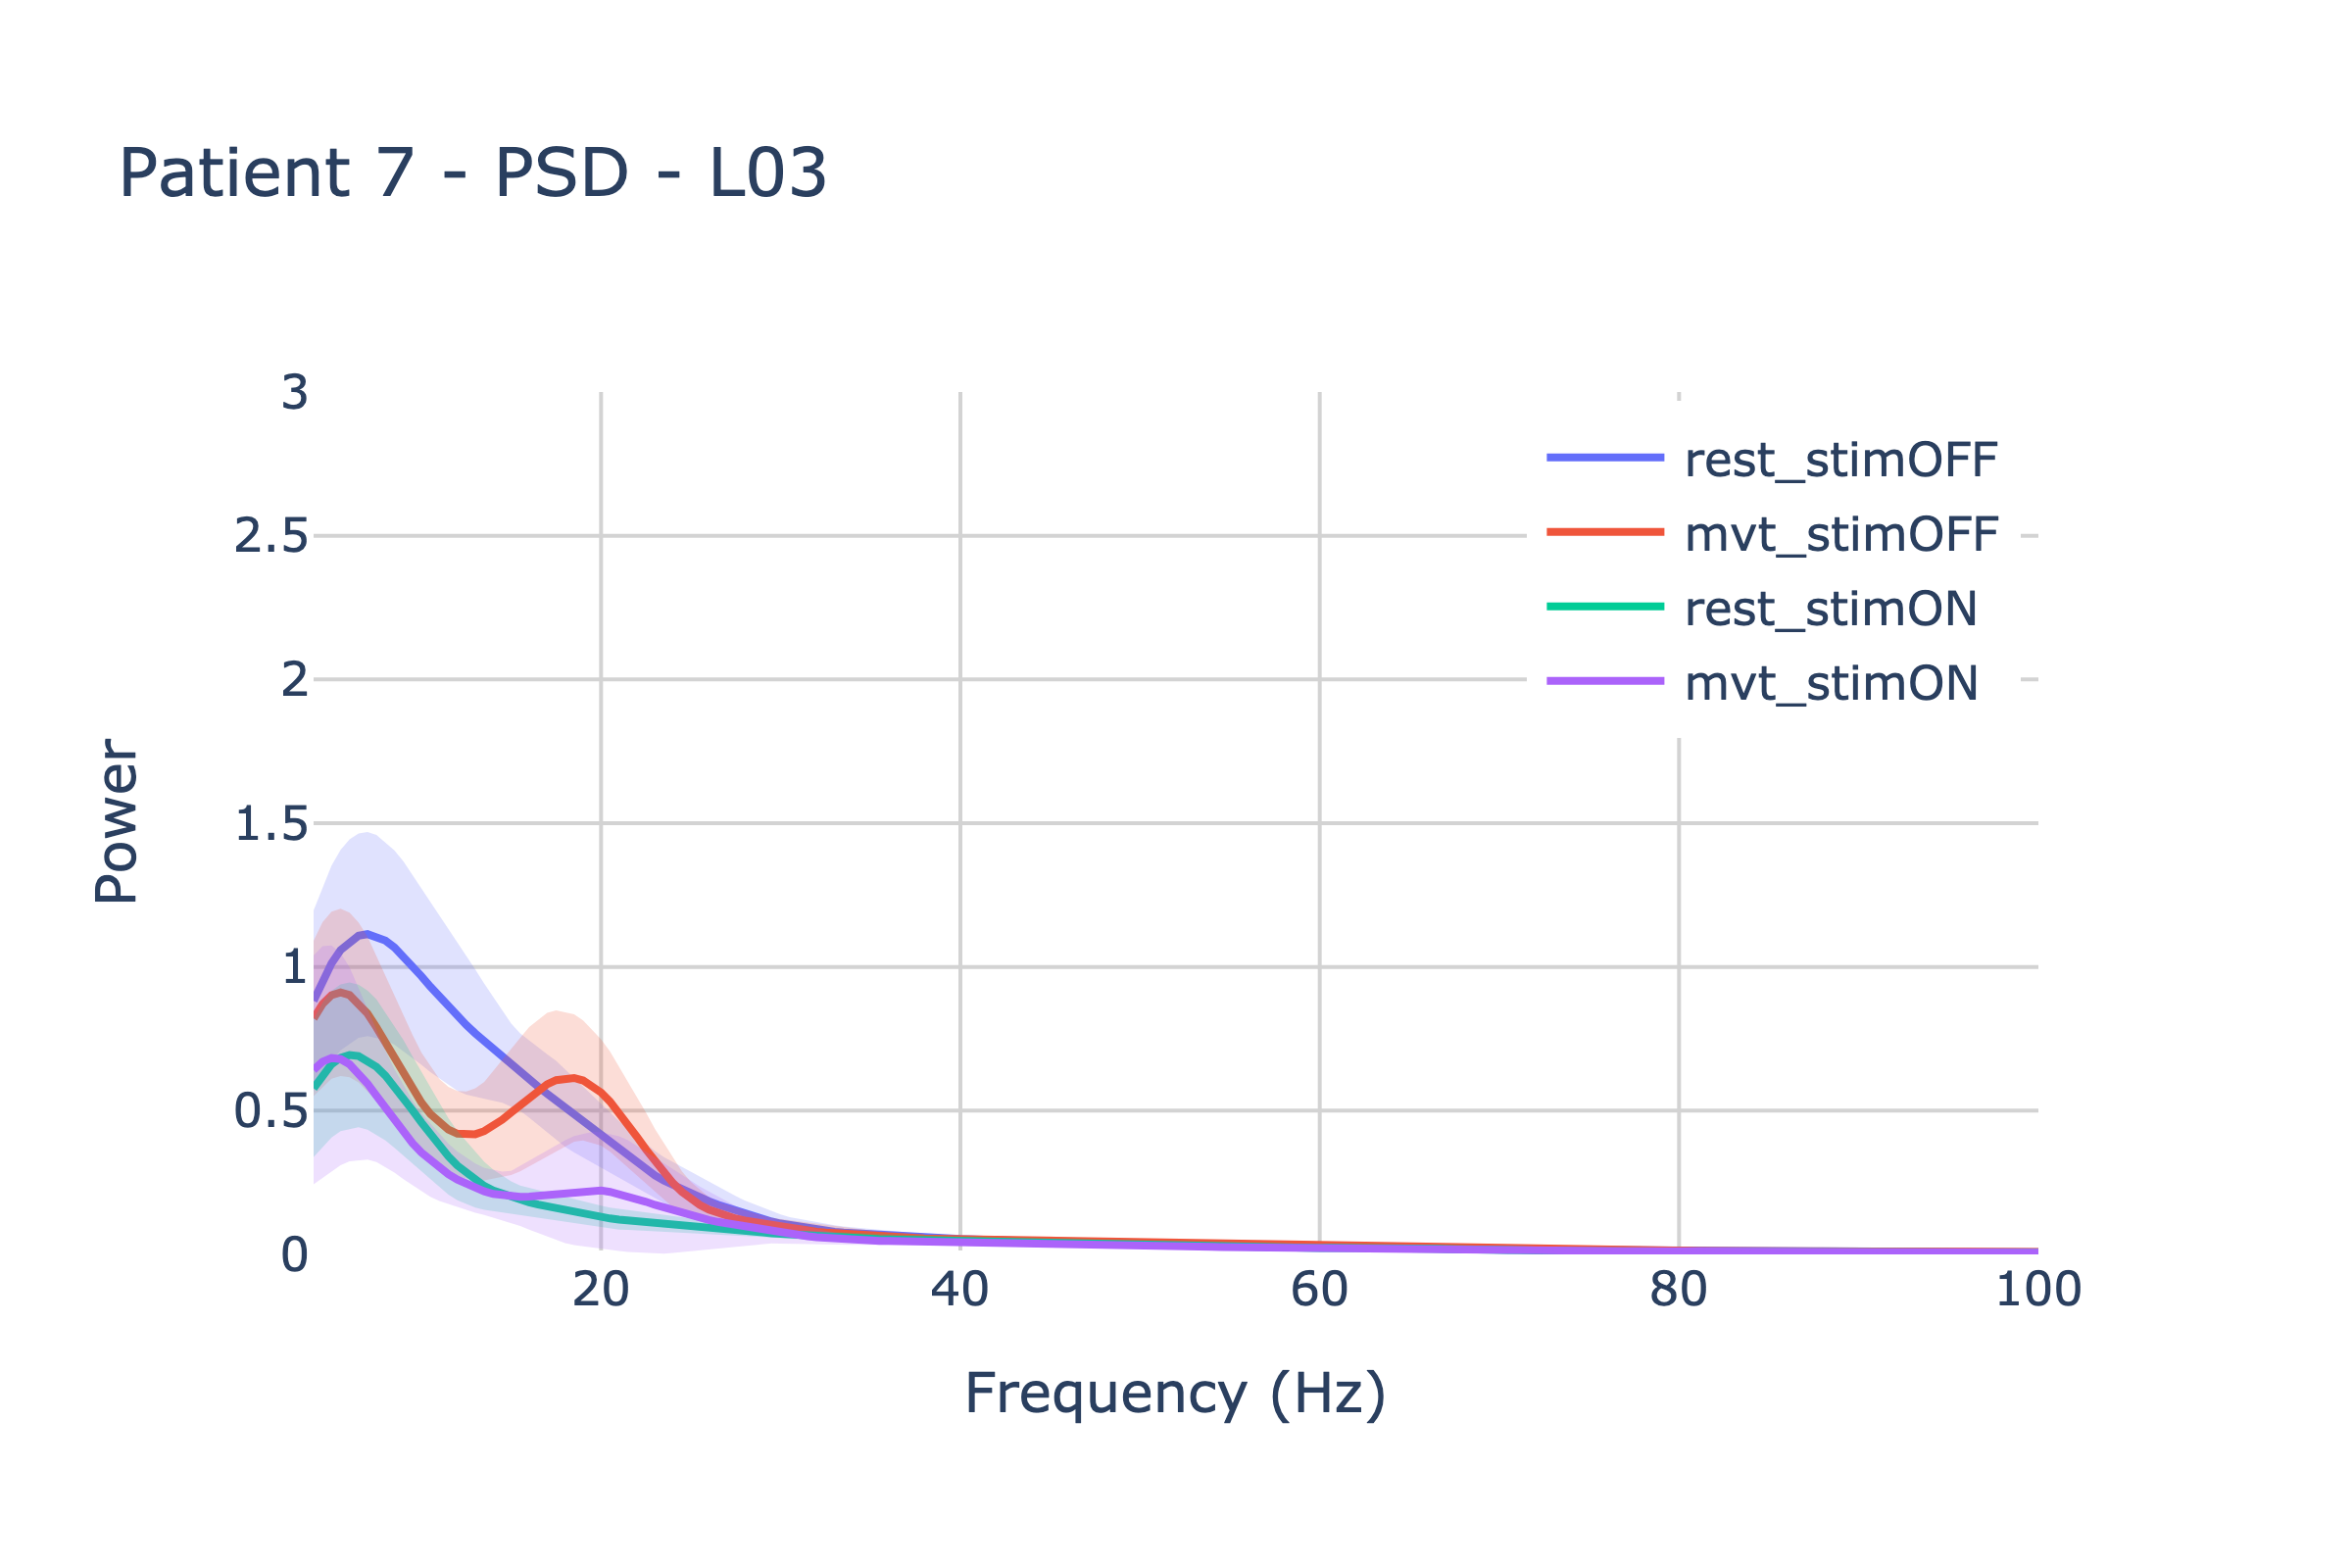 Patient 7 - PSD - L03
3
2.5
2
1.5
1
0.5
0
Power
rest_stimOFF
mvt_stimOFF
rest_stimON
mvt_stimON
20 40 60 80 100
Frequency (Hz)